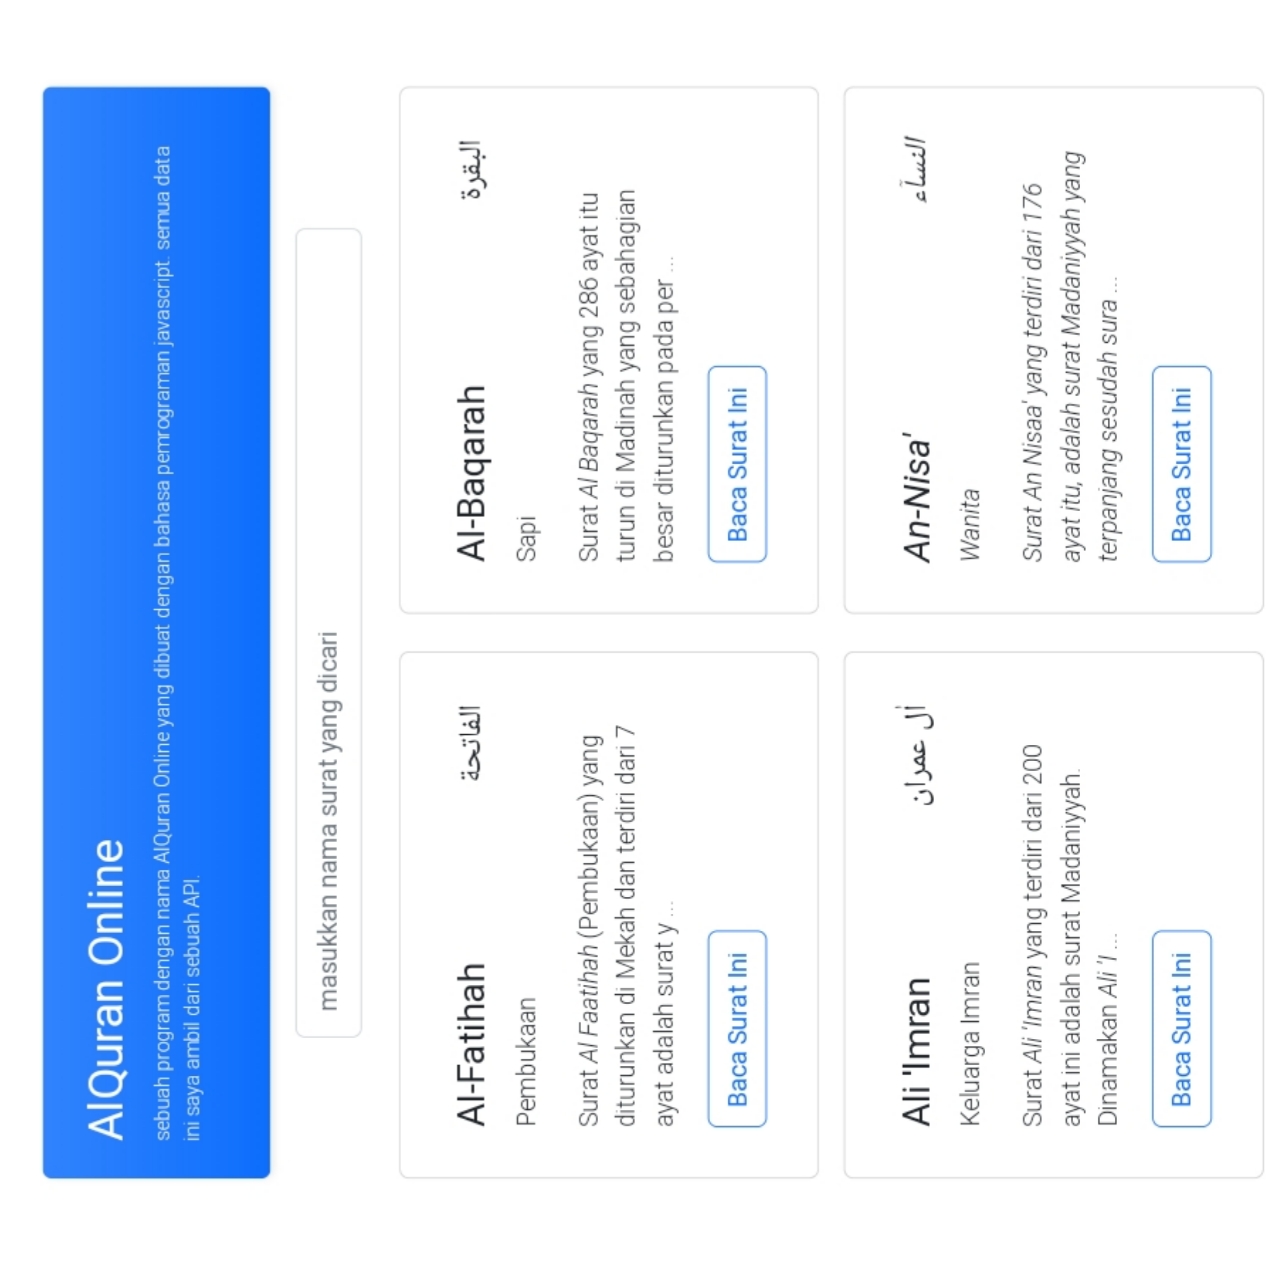 AlQuran Online
sebuah program dengan nama AlQuran Online yang dibuat dengan bahasa pemrograman javascript. semua data
ini saya ambil dari sebuah API.
masukkan nama surat yang dicari
Al-Fatihah
الفاتحة
Pembukaan
Surat Al Faatihah (Pembukaan) yang
diturunkan di Mekah dan terdiri dari 7
ayat adalah surat y ...
Baca Surat Ini
Al-Baqarah
البقرة
Sapi
Surat Al Baqarah yang 286 ayat itu
turun di Madinah yang sebahagian
besar diturunkan pada per ...
Baca Surat Ini
Ali 'Imran
اٰل عمران
Keluarga Imran
Surat Ali 'Imran yang terdiri dari 200
ayat ini adalah surat Madaniyyah.
Dinamakan Ali 'I ...
Baca Surat Ini
An-Nisa'
النساۤء
Wanita
Surat An Nisaa' yang terdiri dari 176
ayat itu, adalah surat Madaniyyah yang
terpanjang sesudah sura ...
Baca Surat Ini